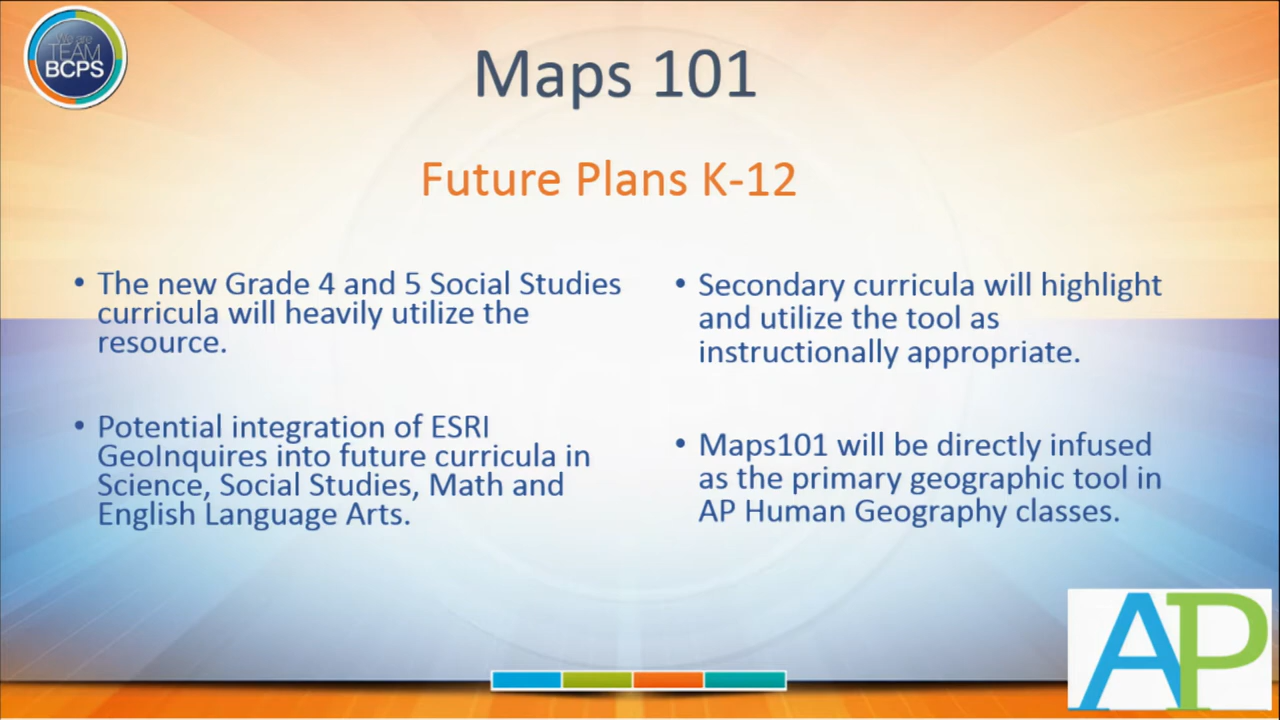 We are
TEAM
BCPS
Maps 101
Future Plans K-12
• The new Grade 4 and 5 Social Studies
curricula will heavily utilize the
resource.
• Potential integration of ESRI
GeoInquires into future curricula in
Science, Social Studies, Math and
English Language Arts.
• Secondary curricula will highlight
and utilize the tool as
instructionally appropriate.
• Maps101 will be directly infused
as the primary geographic tool in
AP Human Geography classes.
AP